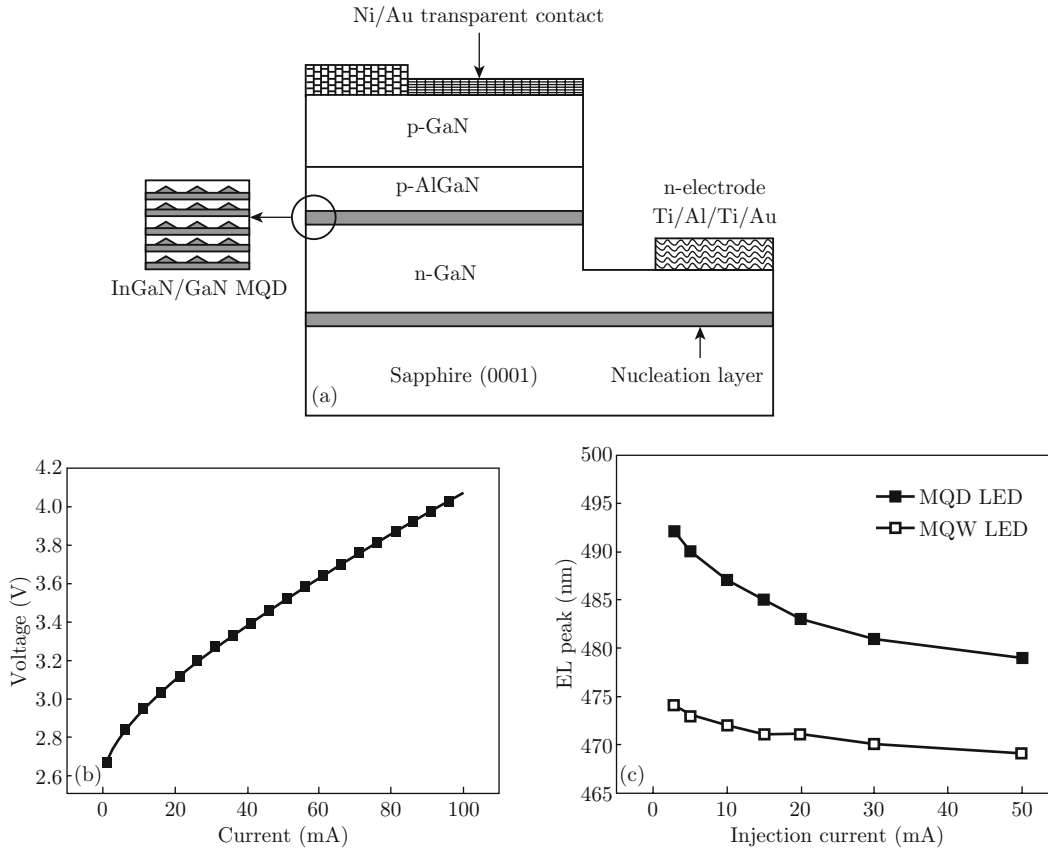 Ni/Au transparent contact
p-GaN
p-AlGaN
n-electrode
Ti/Al/Ti/Au
n-GaN
InGaN/GaN MQD
Sapphire (0001)
Nucleation layer
(a)
4.2
4.0
3.8
3.6
3.4
3.2
3.0
2.8
2.6
Voltage (V)
(b)
0
20
40
60
80
100
Current (mA)
500
495
490
485
480
475
470
465
EL peak (nm)
MQD LED
MQW LED
(c)
0
10
20
30
40
50
Injection current (mA)